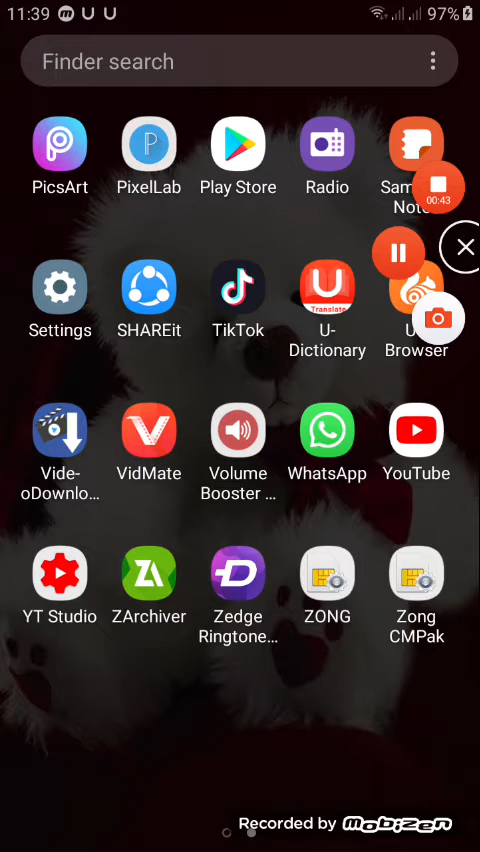 11:39
97%
Finder search
PicsArt
PixelLab
Play Store
Radio
Sam
Note
00:43
Settings
SHAREit
TikTok
U-
Dictionary
Translate
U
Browser
Vide-
oDownlo...
VidMate
Volume
Booster ...
WhatsApp
YouTube
YT Studio
ZArchiver
Zedge
Ringtone...
ZONG
Zong
CMPak
Recorded by Mobizen